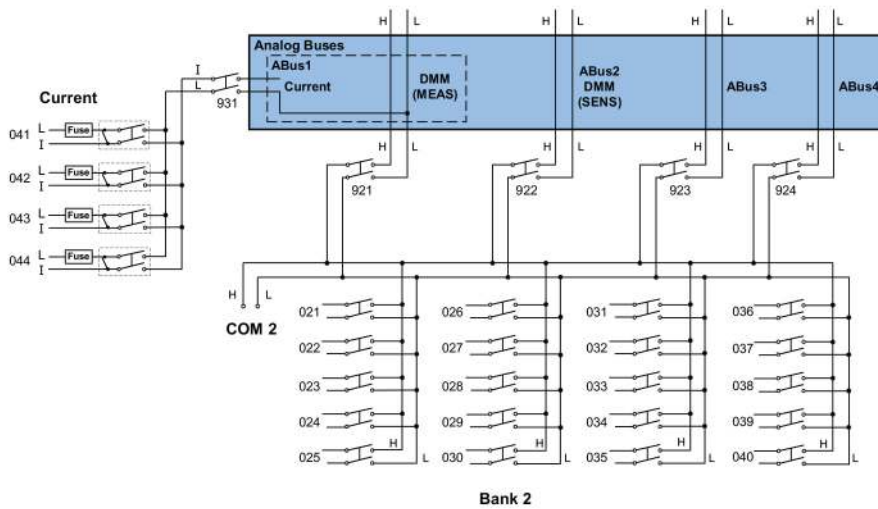 H L H L H L H L
Analog Buses
ABus1
I
Current
DMM
(MEAS)
ABus2
DMM
(SENS)
ABus3
ABus4
L
931
Current
041 L Fuse
I
042 L Fuse
I
043 L Fuse
I
044 L Fuse
I
H L H L H L H L
921 922 923 924
H L
COM 2
021 026 031 036
022 027 032 037
023 028 033 038
024 029 034 039
H H H H
025 L 030 L 035 L 040 L
Bank 2